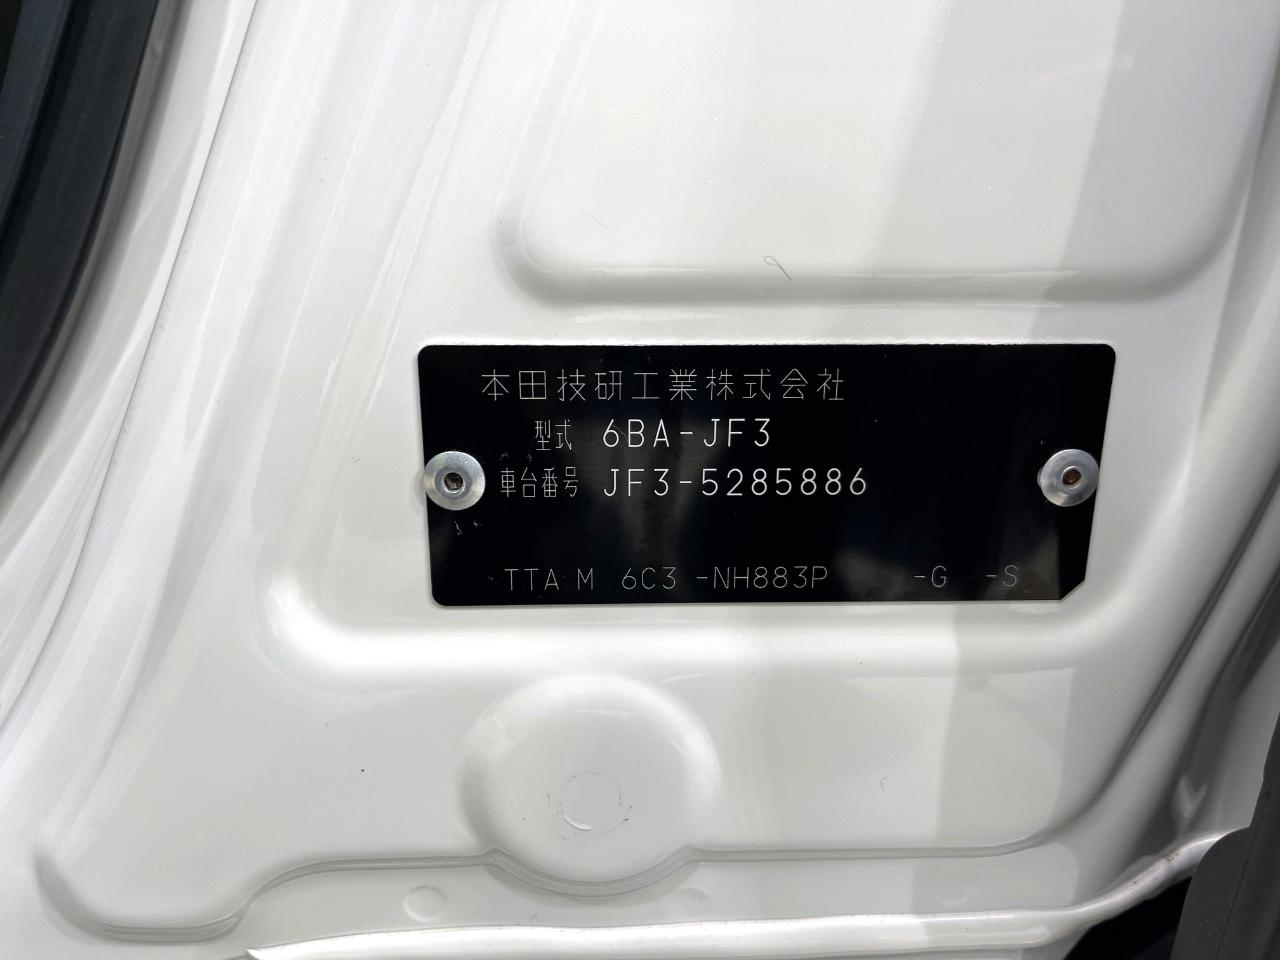 本田技研工業株式会社
型式 6BA-JF3
車台番号 JF3-5285886
TTA M 6C3 -NH883P -G -S